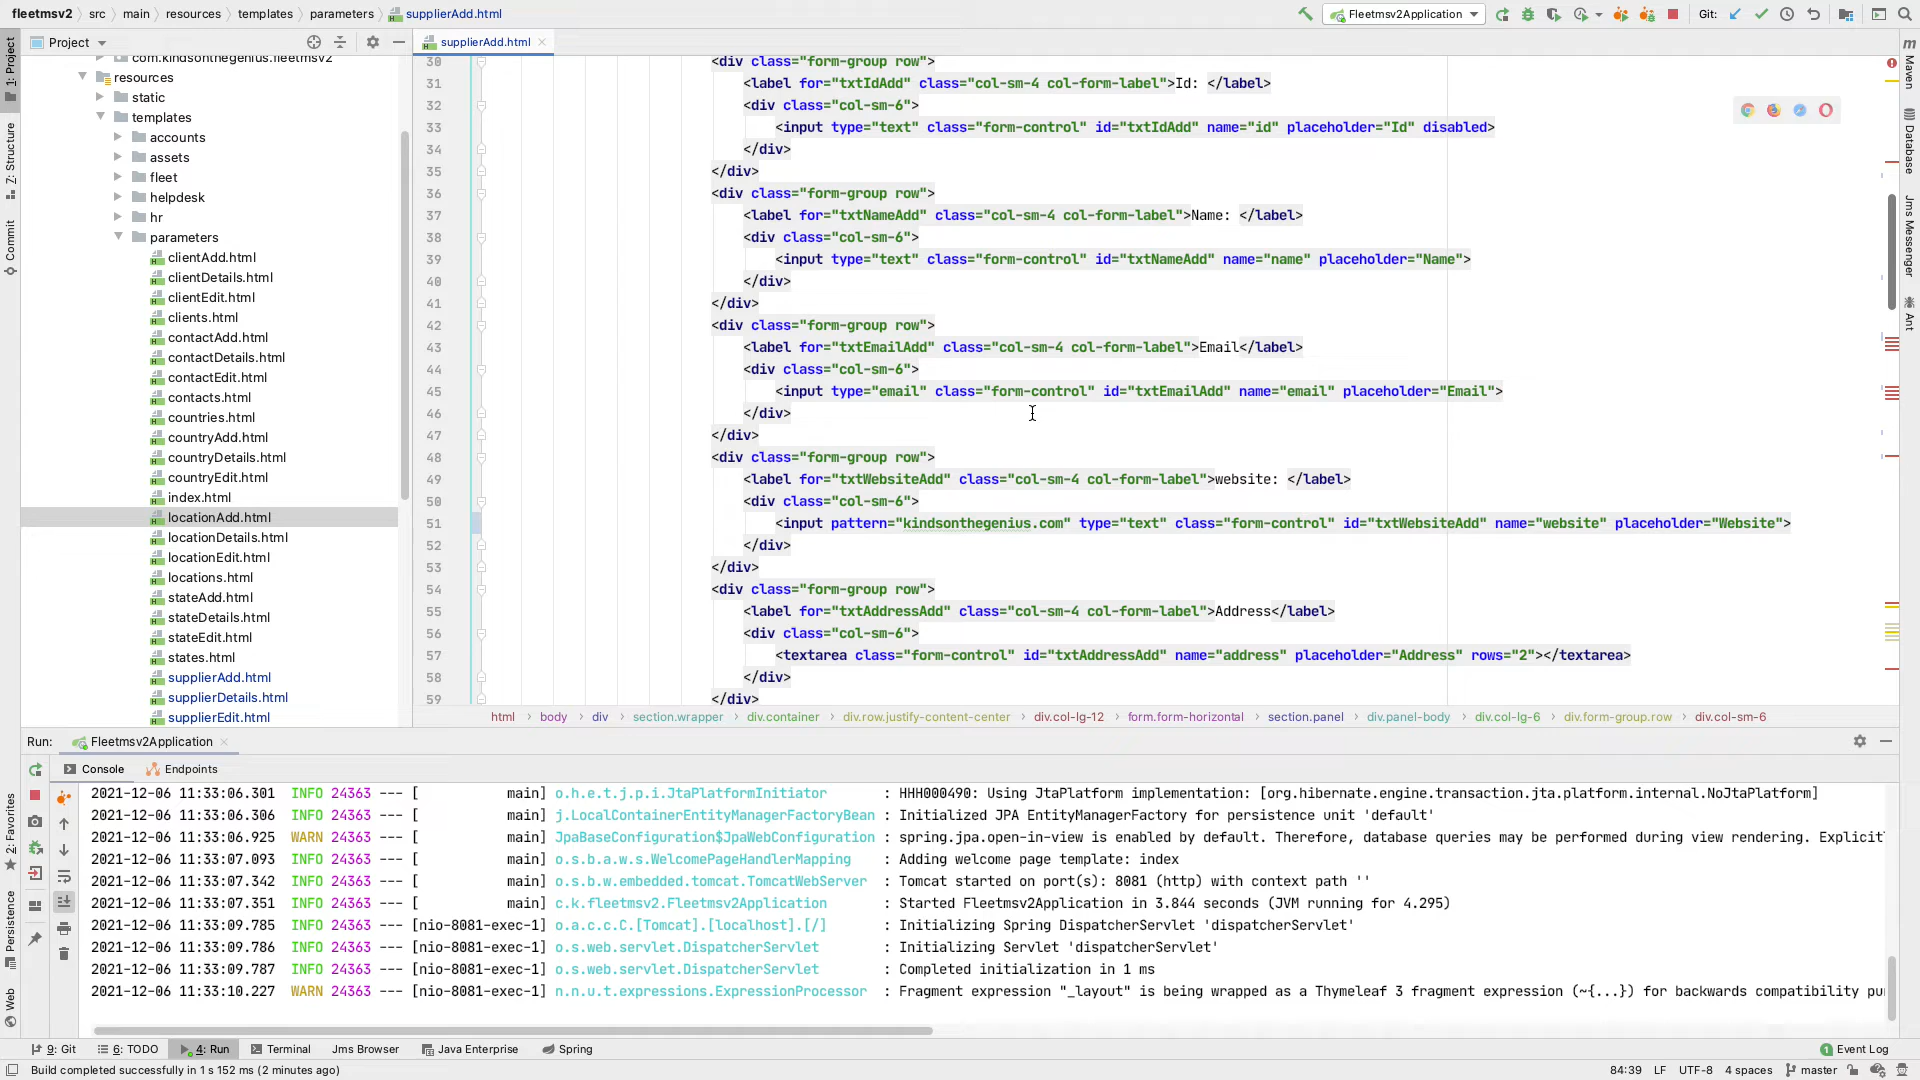 fleetmsv2 src main resources templates parameters supplierAdd.html
Fleetmsv2Application
Git:
Project
supplierAdd.html
1: Project
Z: Structure
Commit
2: Favorites
Persistence
Web
com.kindsonthegenius.fleetmsv2
resources
static
templates
accounts
assets
fleet
helpdesk
hr
parameters
clientAdd.html
clientDetails.html
clientEdit.html
clients.html
contactAdd.html
contactDetails.html
contactEdit.html
contacts.html
countries.html
countryAdd.html
countryDetails.html
countryEdit.html
index.html
locationAdd.html
locationDetails.html
locationEdit.html
locations.html
stateAdd.html
stateDetails.html
stateEdit.html
states.html
supplierAdd.html
supplierDetails.html
supplierEdit.html
30 <div class="form-group row">
31 <label for="txtIdAdd" class="col-sm-4 col-form-label">Id: </label>
32 <div class="col-sm-6">
33 <input type="text" class="form-control" id="txtIdAdd" name="id" placeholder="Id" disabled>
34 </div>
35 </div>
36 <div class="form-group row">
37 <label for="txtNameAdd" class="col-sm-4 col-form-label">Name: </label>
38 <div class="col-sm-6">
39 <input type="text" class="form-control" id="txtNameAdd" name="name" placeholder="Name">
40 </div>
41 </div>
42 <div class="form-group row">
43 <label for="txtEmailAdd" class="col-sm-4 col-form-label">Email</label>
44 <div class="col-sm-6">
45 <input type="email" class="form-control" id="txtEmailAdd" name="email" placeholder="Email">
46 </div>
47 </div>
48 <div class="form-group row">
49 <label for="txtWebsiteAdd" class="col-sm-4 col-form-label">website: </label>
50 <div class="col-sm-6">
51 <input pattern="kindsonthegenius.com" type="text" class="form-control" id="txtWebsiteAdd" name="website" placeholder="Website">
52 </div>
53 </div>
54 <div class="form-group row">
55 <label for="txtAddressAdd" class="col-sm-4 col-form-label">Address</label>
56 <div class="col-sm-6">
57 <textarea class="form-control" id="txtAddressAdd" name="address" placeholder="Address" rows="2"></textarea>
58 </div>
59 </div>
html body div section.wrapper div.container div.row.justify-content-center div.col-lg-12 form.form-horizontal section.panel div.panel-body div.col-lg-6 div.form-group.row div.col-sm-6
m Maven
Database
Jms Messenger
Ant
Run: Fleetmsv2Application
Console Endpoints
2021-12-06 11:33:06.301 INFO 24363 --- [ main] o.h.e.t.j.p.i.JtaPlatformInitiator : HHH000490: Using JtaPlatform implementation: [org.hibernate.engine.transaction.jta.platform.internal.NoJtaPlatform]
2021-12-06 11:33:06.306 INFO 24363 --- [ main] j.LocalContainerEntityManagerFactoryBean : Initialized JPA EntityManagerFactory for persistence unit 'default'
2021-12-06 11:33:06.925 WARN 24363 --- [ main] JpaBaseConfiguration$JpaWebConfiguration : spring.jpa.open-in-view is enabled by default. Therefore, database queries may be performed during view rendering. Explicit
2021-12-06 11:33:07.093 INFO 24363 --- [ main] o.s.b.a.w.s.WelcomePageHandlerMapping : Adding welcome page template: index
2021-12-06 11:33:07.342 INFO 24363 --- [ main] o.s.b.w.embedded.tomcat.TomcatWebServer : Tomcat started on port(s): 8081 (http) with context path ''
2021-12-06 11:33:07.351 INFO 24363 --- [ main] c.k.fleetmsv2.Fleetmsv2Application : Started Fleetmsv2Application in 3.844 seconds (JVM running for 4.295)
2021-12-06 11:33:09.785 INFO 24363 --- [nio-8081-exec-1] o.a.c.c.C.[Tomcat].[localhost].[/] : Initializing Spring DispatcherServlet 'dispatcherServlet'
2021-12-06 11:33:09.786 INFO 24363 --- [nio-8081-exec-1] o.s.web.servlet.DispatcherServlet : Initializing Servlet 'dispatcherServlet'
2021-12-06 11:33:09.787 INFO 24363 --- [nio-8081-exec-1] o.s.web.servlet.DispatcherServlet : Completed initialization in 1 ms
2021-12-06 11:33:10.227 WARN 24363 --- [nio-8081-exec-1] n.n.u.t.expressions.ExpressionProcessor : Fragment expression "_layout" is being wrapped as a Thymeleaf 3 fragment expression (~{...}) for backwards compatibility pu
9: Git 6: TODO 4: Run Terminal Jms Browser Java Enterprise Spring 1 Event Log
Build completed successfully in 1 s 152 ms (2 minutes ago) 84:39 LF UTF-8 4 spaces master